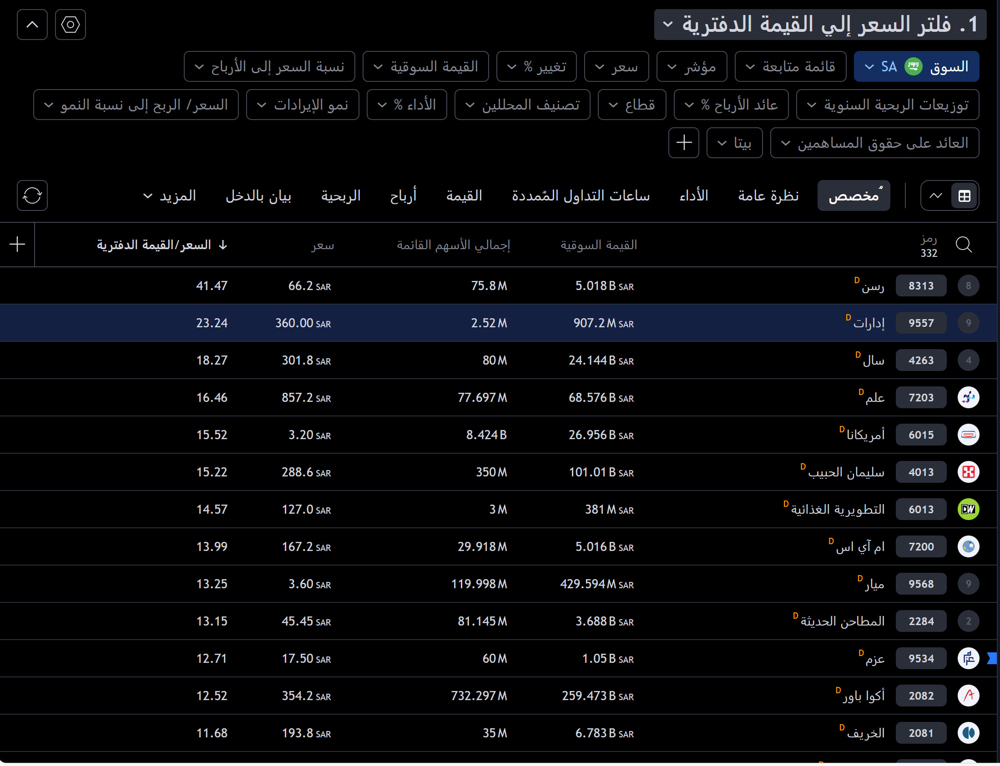 1. فلتر السعر إلي القيمة الدفترية
السوق SA قائمة متابعة مؤشر سعر تغيير % القيمة السوقية نسبة السعر إلى الأرباح
توزيعات الربحية السنوية عائد الأرباح % قطاع تصنيف المحللين الأداء % نمو الإيرادات السعر/ الربح إلى نسبة النمو
العائد على حقوق المساهمين بيتا
مُخصص نظرة عامة الأداء ساعات التداول المُمددة القيمة أرباح الربحية بيان بالدخل المزيد
رمز القيمة السوقية إجمالي الأسهم القائمة سعر السعر/القيمة الدفترية
332
8 8313 رسن D 5.018 B SAR 75.8 M 66.2 SAR 41.47
9 9557 إدارات D 907.2 M SAR 2.52 M 360.00 SAR 23.24
4 4263 سال D 24.144 B SAR 80 M 301.8 SAR 18.27
7203 علم D 68.576 B SAR 77.697 M 857.2 SAR 16.46
6015 أمريكانا D 26.956 B SAR 8.424 B 3.20 SAR 15.52
4013 سليمان الحبيب D 101.01 B SAR 350 M 288.6 SAR 15.22
DW 6013 التطويرية الغذائية D 381 M SAR 3 M 127.0 SAR 14.57
7200 ام آي اس D 5.016 B SAR 29.918 M 167.2 SAR 13.99
9 9568 ميار D 429.594 M SAR 119.998 M 3.60 SAR 13.25
2 2284 المطاحن الحديثة D 3.688 B SAR 81.145 M 45.45 SAR 13.15
9534 عزم D 1.05 B SAR 60 M 17.50 SAR 12.71
2082 أكوا باور D 259.473 B SAR 732.297 M 354.2 SAR 12.52
2081 الخريف D 6.783 B SAR 35 M 193.8 SAR 11.68